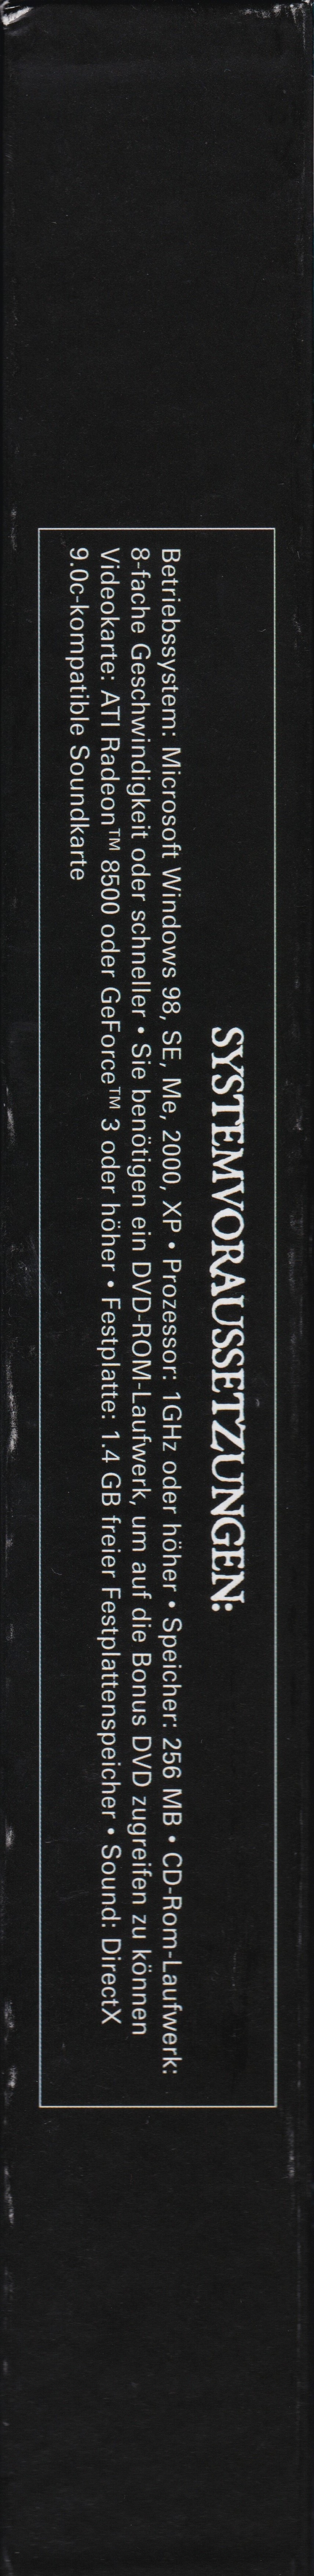 SYSTEMVORAUSSETZUNGEN:
Betriebssystem: Microsoft Windows 98, SE, Me, 2000, XP • Prozessor: 1GHz oder höher • Speicher: 256 MB • CD-Rom-Laufwerk:
8-fache Geschwindigkeit oder schneller • Sie benötigen ein DVD-ROM-Laufwerk, um auf die Bonus DVD zugreifen zu können
Videokarte: ATI Radeon™ 8500 oder GeForce™ 3 oder höher • Festplatte: 1.4 GB freier Festplattenspeicher • Sound: DirectX
9.0c-kompatible Soundkarte